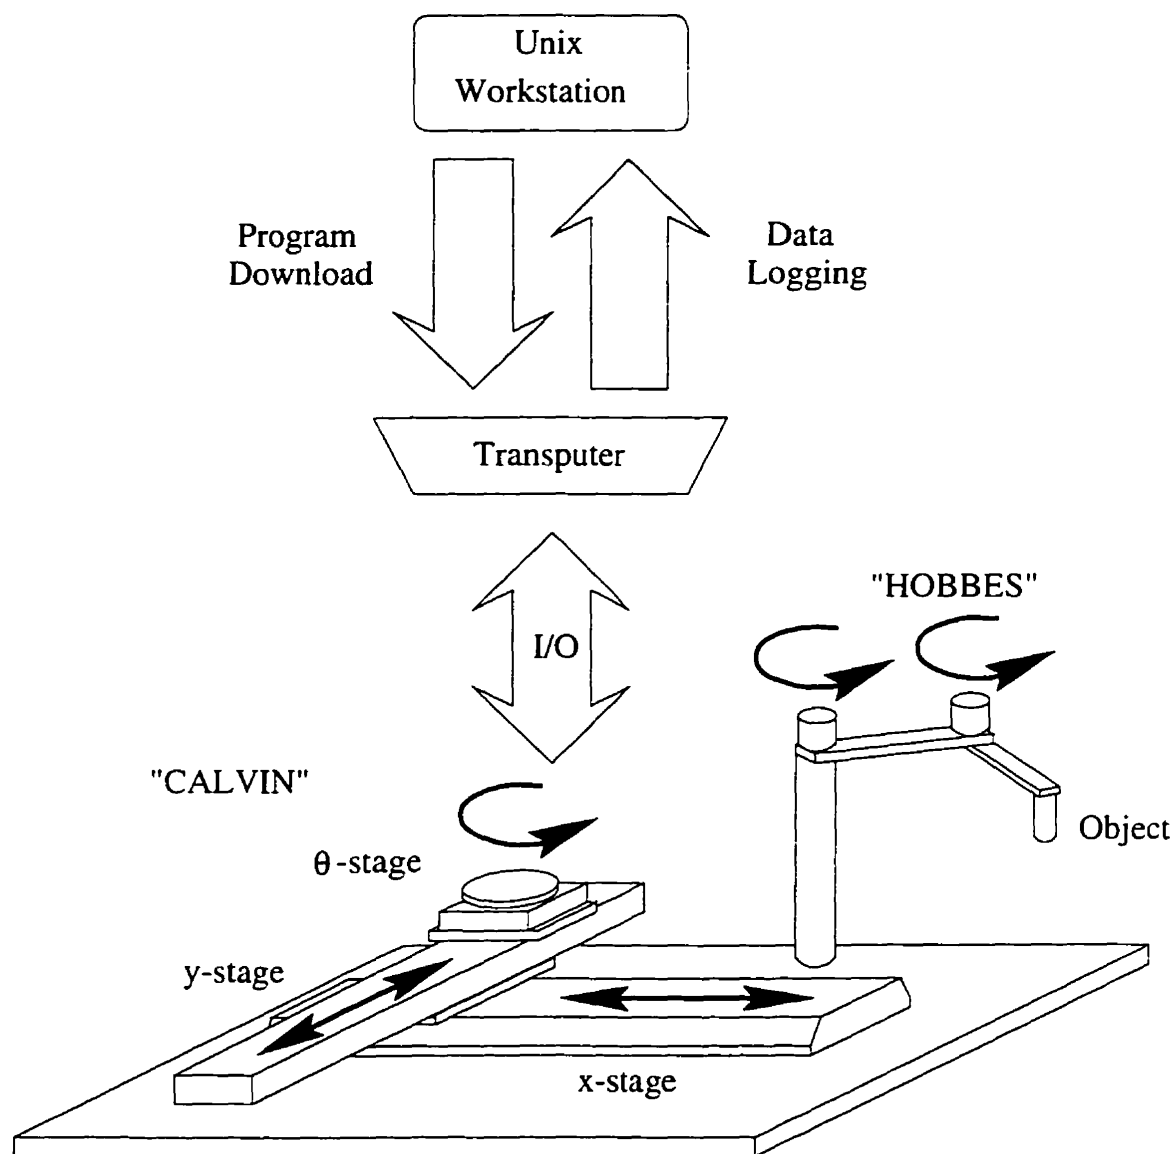 Unix
Workstation
Program
Download
Data
Logging
Transputer
I/O
"HOBBES"
"CALVIN"
Object
θ-stage
y-stage
x-stage